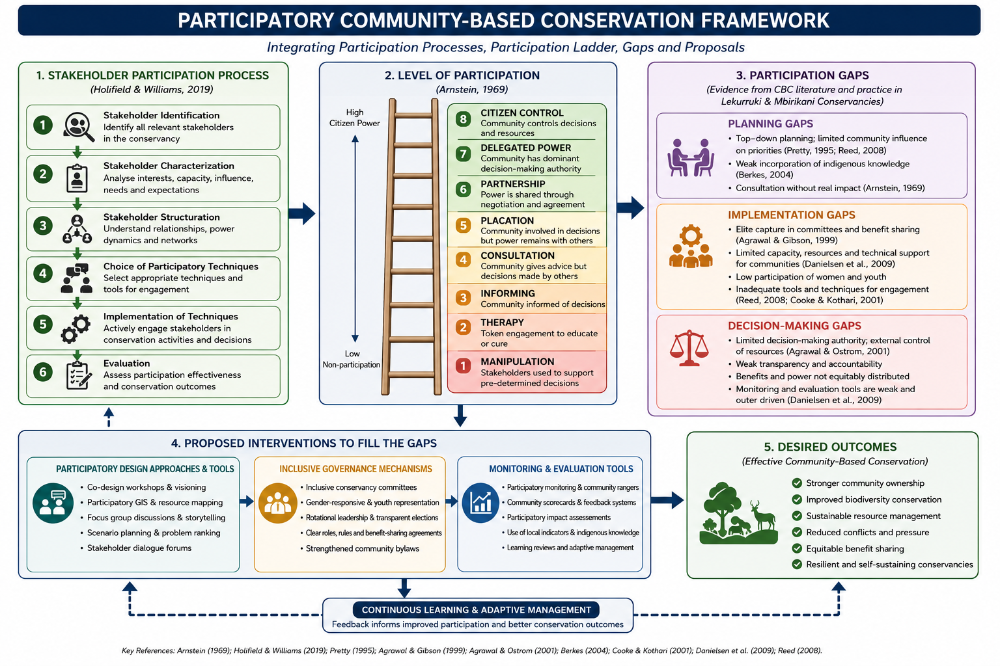 PARTICIPATORY COMMUNITY-BASED CONSERVATION FRAMEWORK
Integrating Participation Processes, Participation Ladder, Gaps and Proposals
1. STAKEHOLDER PARTICIPATION PROCESS
(Holifield & Williams, 2019)
1
Stakeholder Identification
Identify all relevant stakeholders
in the conservancy
2
Stakeholder Characterization
Analyse interests, capacity, influence,
needs and expectations
3
Stakeholder Structuration
Understand relationships, power
dynamics and networks
4
Choice of Participatory Techniques
Select appropriate techniques and
tools for engagement
5
Implementation of Techniques
Actively engage stakeholders in
conservation activities and decisions
6
Evaluation
Assess participation effectiveness
and conservation outcomes
2. LEVEL OF PARTICIPATION
(Arnstein, 1969)
High
Citizen Power
Low
Non-participation
8
CITIZEN CONTROL
Community controls decisions
and resources
7
DELEGATED POWER
Community has dominant
decision-making authority
6
PARTNERSHIP
Power is shared through
negotiation and agreement
5
PLACATION
Community involved in decisions
but power remains with others
4
CONSULTATION
Community gives advice but
decisions made by others
3
INFORMING
Community informed of decisions
2
THERAPY
Token engagement to educate
or cure
1
MANIPULATION
Stakeholders used to support
pre-determined decisions
3. PARTICIPATION GAPS
(Evidence from CBC literature and practice in
Lekurruki & Mbirikani Conservancies)
PLANNING GAPS
• Top–down planning; limited community influence
on priorities (Pretty, 1995; Reed, 2008)
• Weak incorporation of indigenous knowledge
(Berkes, 2004)
• Consultation without real impact (Arnstein, 1969)
IMPLEMENTATION GAPS
• Elite capture in committees and benefit sharing
(Agrawal & Gibson, 1999)
• Limited capacity, resources and technical support
for communities (Danielsen et al., 2009)
• Low participation of women and youth
• Inadequate tools and techniques for engagement
(Reed, 2008; Cooke & Kothari, 2001)
DECISION-MAKING GAPS
• Limited decision-making authority; external control
of resources (Agrawal & Ostrom, 2001)
• Weak transparency and accountability
• Benefits and power not equitably distributed
• Monitoring and evaluation tools are weak and
outer driven (Danielsen et al., 2009)
4. PROPOSED INTERVENTIONS TO FILL THE GAPS
PARTICIPATORY DESIGN APPROACHES & TOOLS
• Co-design workshops & visioning
• Participatory GIS & resource mapping
• Focus group discussions & storytelling
• Scenario planning & problem ranking
• Stakeholder dialogue forums
INCLUSIVE GOVERNANCE MECHANISMS
• Inclusive conservancy committees
• Gender-responsive & youth representation
• Rotational leadership & transparent elections
• Clear roles, rules and benefit-sharing agreements
• Strengthened community bylaws
MONITORING & EVALUATION TOOLS
• Participatory monitoring & community rangers
• Community scorecards & feedback systems
• Participatory impact assessments
• Use of local indicators & indigenous knowledge
• Learning reviews and adaptive management
5. DESIRED OUTCOMES
(Effective Community-Based Conservation)
Stronger community ownership
Improved biodiversity conservation
Sustainable resource management
Reduced conflicts and pressure
Equitable benefit sharing
Resilient and self-sustaining conservancies
CONTINUOUS LEARNING & ADAPTIVE MANAGEMENT
Feedback informs improved participation and better conservation outcomes
Key References: Arnstein (1969); Holifield & Williams (2019); Pretty (1995); Agrawal & Gibson (1999); Agrawal & Ostrom (2001); Berkes (2004); Cooke & Kothari (2001); Danielsen et al. (2009); Reed (2008).